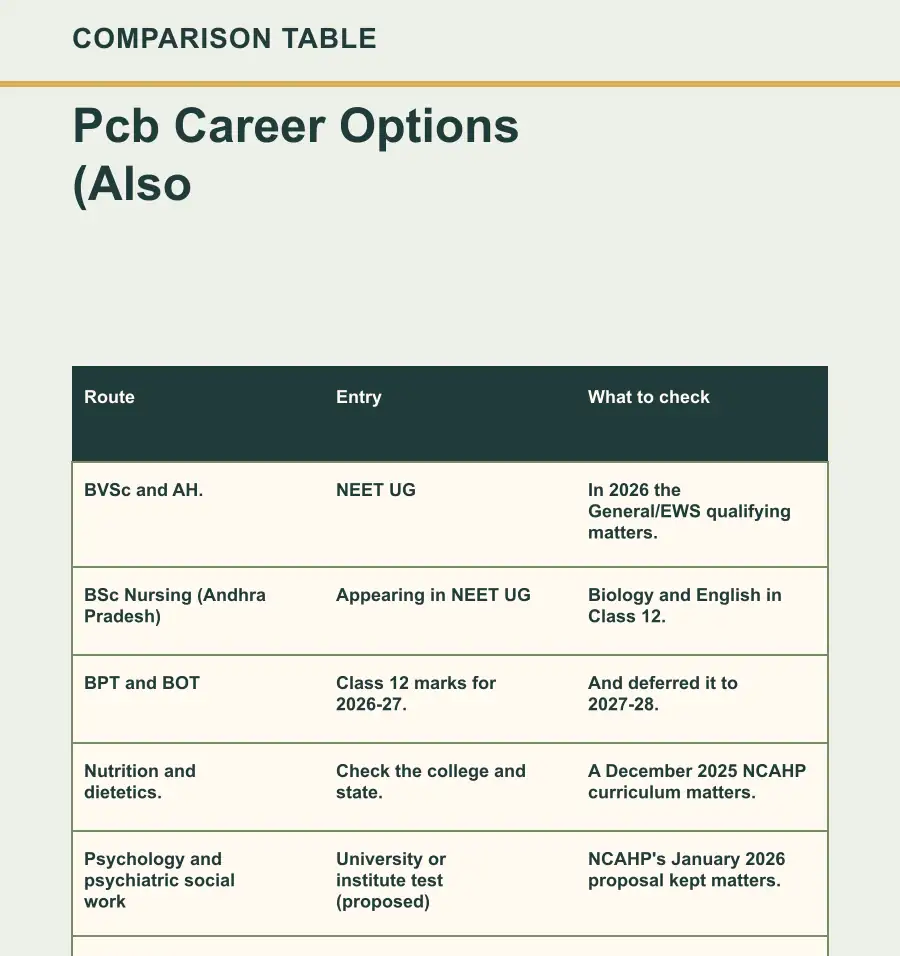 COMPARISON TABLE
Pcb Career Options
(Also
Route
Entry
What to check
BVSc and AH.
NEET UG
In 2026 the
General/EWS qualifying
matters.
BSc Nursing (Andhra
Pradesh)
Appearing in NEET UG
Biology and English in
Class 12.
BPT and BOT
Class 12 marks for
2026-27.
And deferred it to
2027-28.
Nutrition and
dietetics.
Check the college and
state.
A December 2025 NCAHP
curriculum matters.
Psychology and
psychiatric social
work
University or
institute test
(proposed)
NCAHP's January 2026
proposal kept matters.